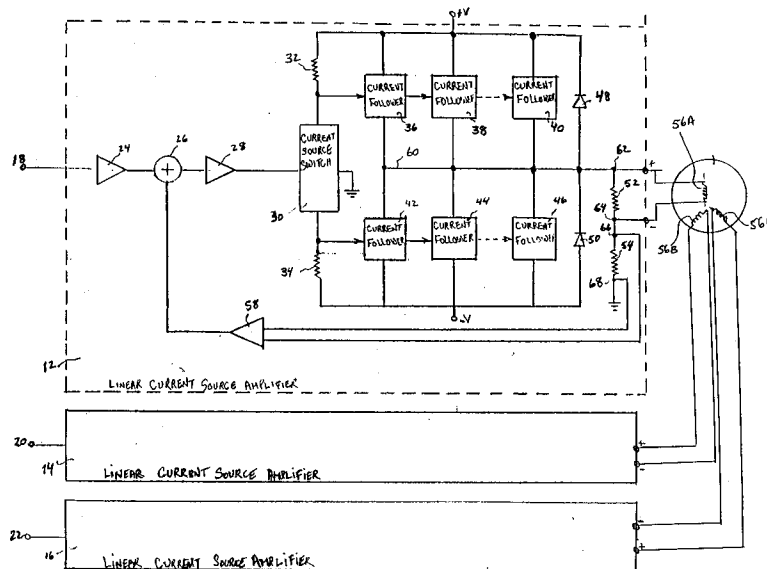 +V
32
CURRENT
FOLLOWER
36
CURRENT
FOLLOWER
38
CURRENT
FOLLOWER
40
48
18
24
26
28
CURRENT
SOURCE
SWITCH
30
60
62
+
52
64
-
66
54
68
56A
56B
34
CURRENT
FOLLOWER
42
CURRENT
FOLLOWER
44
CURRENT
FOLLOWER
46
50
-V
58
12
LINEAR CURRENT SOURCE AMPLIFIER
20
14
LINEAR CURRENT SOURCE AMPLIFIER
+
-
22
16
LINEAR CURRENT SOURCE AMPLIFIER
-
+